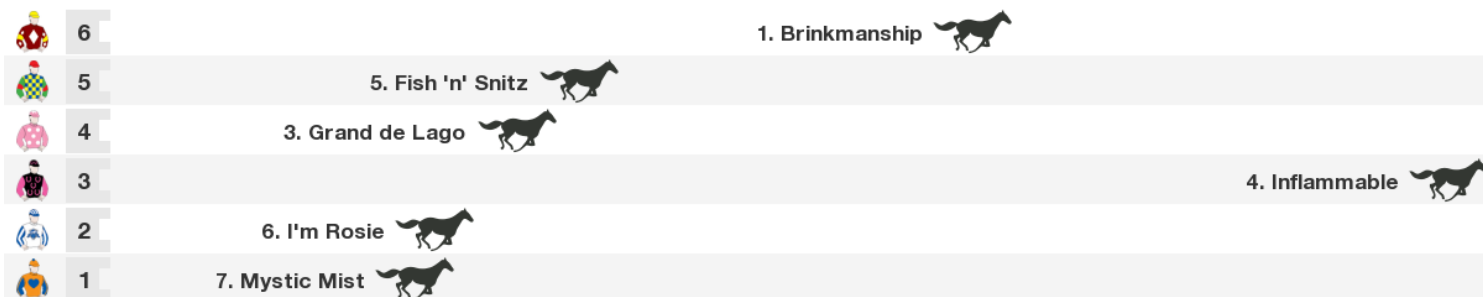 6 1. Brinkmanship
5 5. Fish 'n' Snitz
4 3. Grand de Lago
3 4. Inflammable
2 6. I'm Rosie
1 7. Mystic Mist